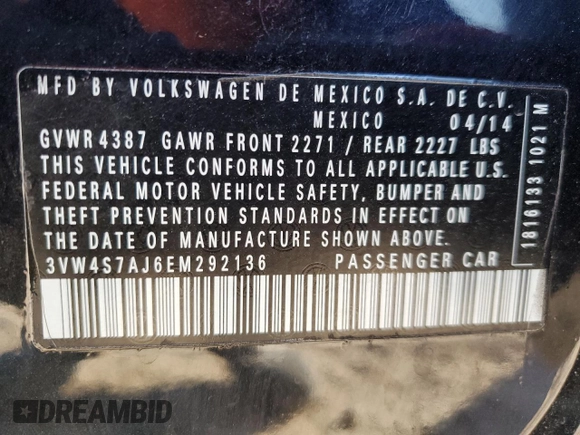 MFD BY VOLKSWAGEN DE MEXICO S.A. DE C.V.
MEXICO 04/14
GVWR 4387 GAWR FRONT 2271 / REAR 2227 LBS
THIS VEHICLE CONFORMS TO ALL APPLICABLE U.S.
FEDERAL MOTOR VEHICLE SAFETY, BUMPER AND
THEFT PREVENTION STANDARDS IN EFFECT ON
THE DATE OF MANUFACTURE SHOWN ABOVE.
3VW4S7AJ6EM292136 PASSENGER CAR
1816133 1021 M
DREAMBID